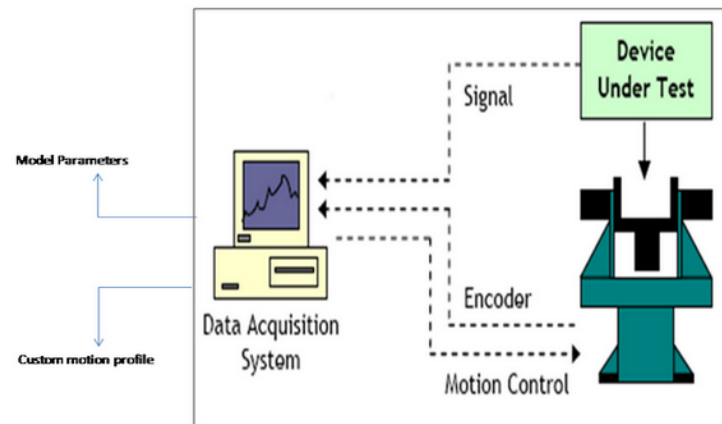 Device
Under Test
Signal
Model Parameters
Encoder
Data Acquisition
System
Custom motion profile
Motion Control